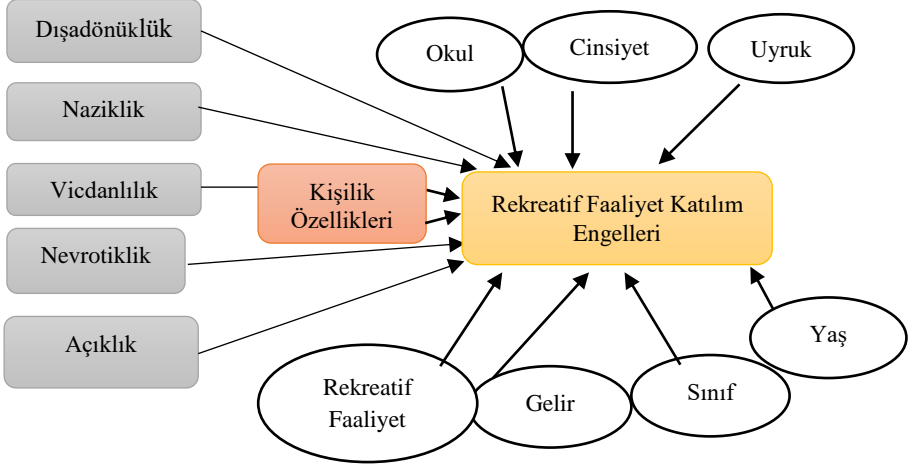 Dışadönüklük
Naziklik
Vicdanlılık
Nevrotiklik
Açıklık
Kişilik
Özellikleri
Okul
Cinsiyet
Uyruk
Rekreatif Faaliyet Katılım
Engelleri
Rekreatif
Faaliyet
Gelir
Sınıf
Yaş